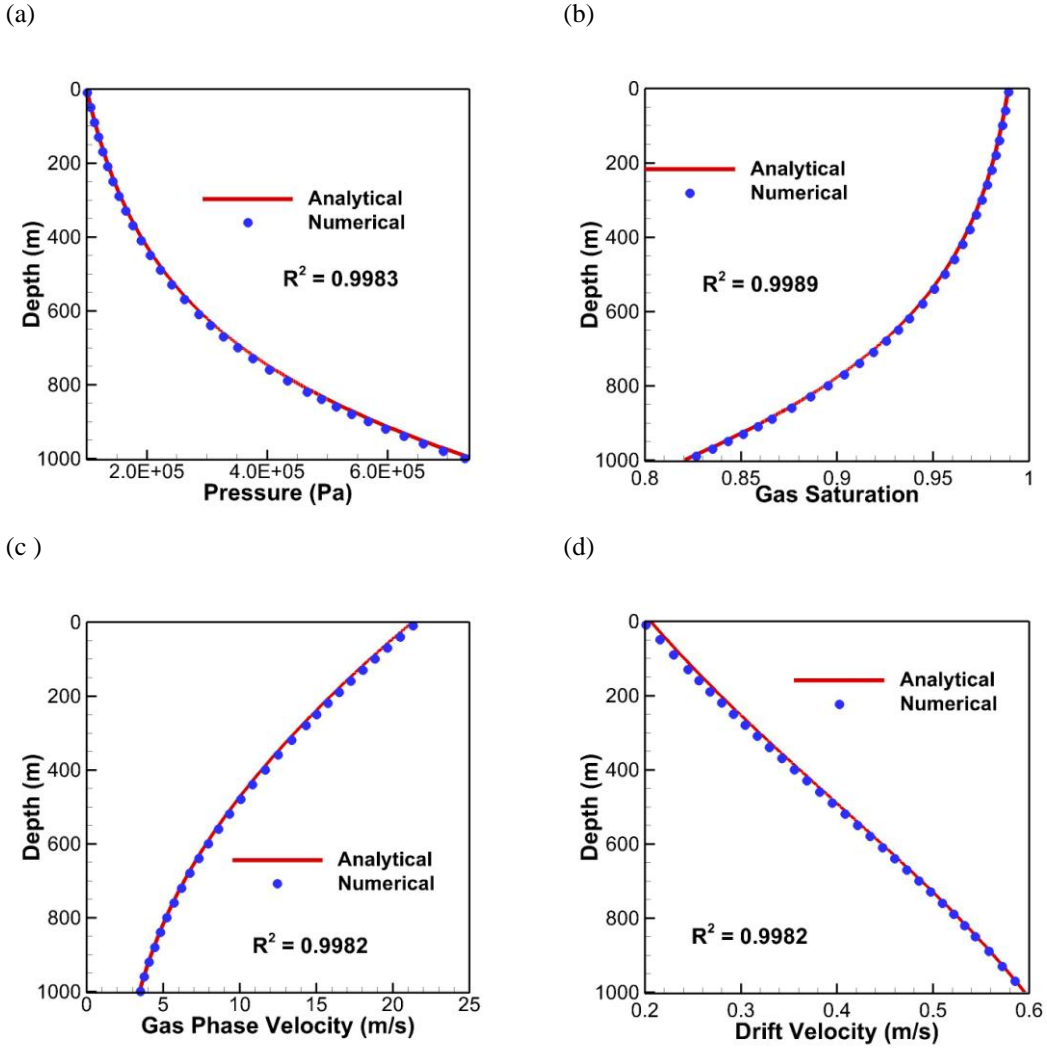 (a)
0
200
400
600
800
1000
Depth (m)
Analytical
Numerical
R² = 0.9983
2.0E+05 4.0E+05 6.0E+05
Pressure (Pa)
(b)
0
200
400
600
800
1000
Depth (m)
Analytical
Numerical
R² = 0.9989
0.8 0.85 0.9 0.95 1
Gas Saturation
(c )
0
200
400
600
800
1000
Depth (m)
Analytical
Numerical
R² = 0.9982
0 5 10 15 20 25
Gas Phase Velocity (m/s)
(d)
0
200
400
600
800
1000
Depth (m)
Analytical
Numerical
R² = 0.9982
0.2 0.3 0.4 0.5 0.6
Drift Velocity (m/s)